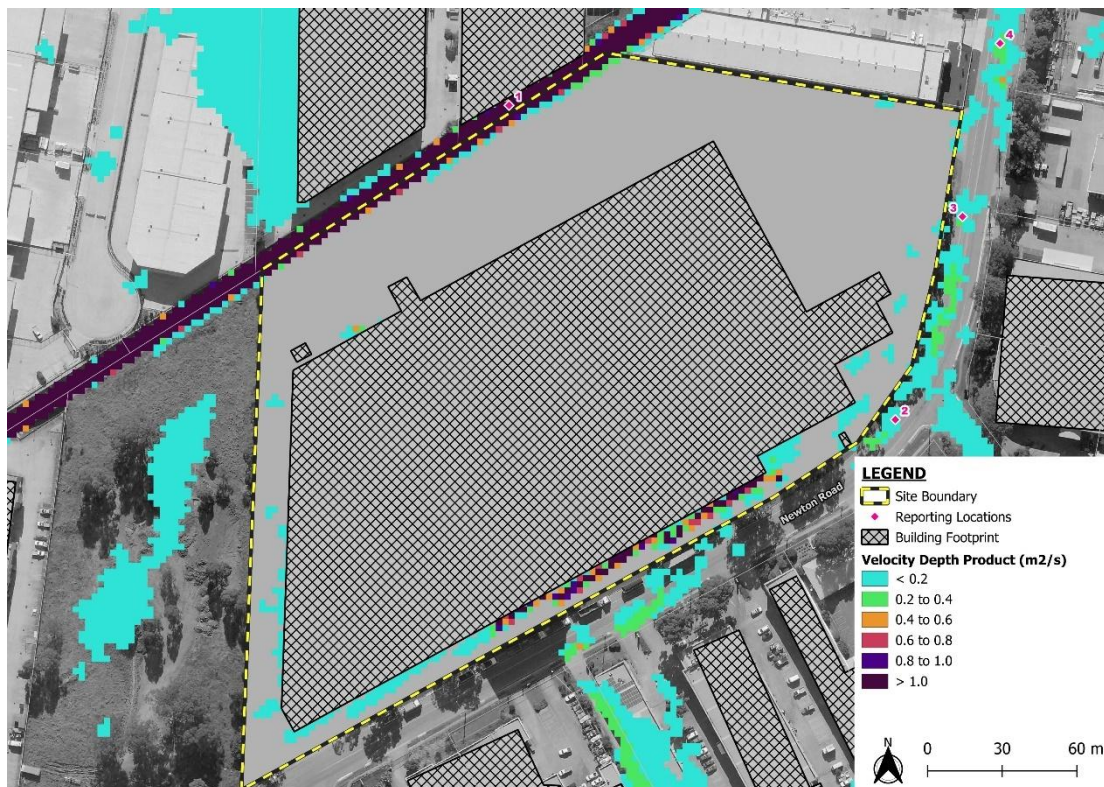 4
1
3
2
Newton Road
LEGEND
Site Boundary
Reporting Locations
Building Footprint
Velocity Depth Product (m2/s)
< 0.2
0.2 to 0.4
0.4 to 0.6
0.6 to 0.8
0.8 to 1.0
> 1.0
N
0 30 60 m